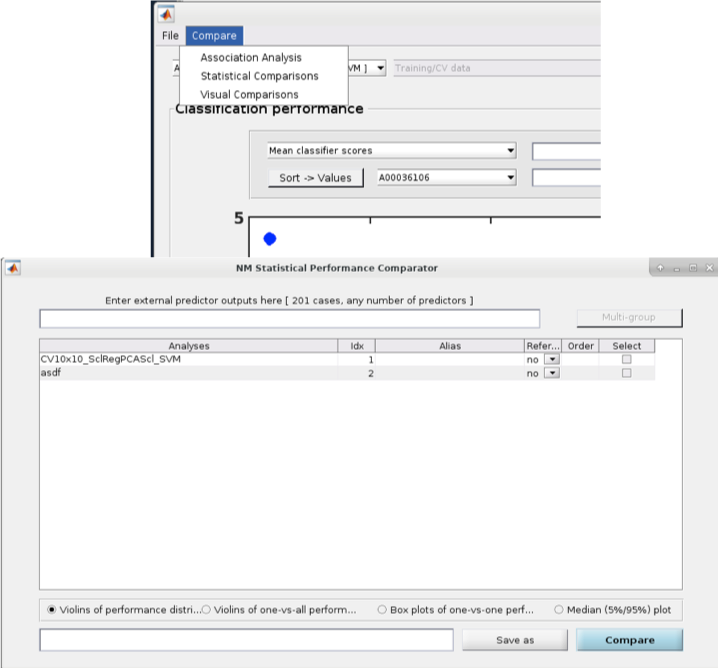 File Compare
Association Analysis
A VM ] Training/CV data
Statistical Comparisons
Visual Comparisons
Classification performance
Mean classifier scores
Sort -> Values A00036106
5
NM Statistical Performance Comparator
Enter external predictor outputs here [ 201 cases, any number of predictors ]
Multi-group
Analyses Idx Alias Refer... Order Select
CV10x10_SclRegPCAScl_SVM 1 no
asdf 2 no
Violins of performance distri... Violins of one-vs-all perform... Box plots of one-vs-one perf... Median (5%/95%) plot
Save as Compare